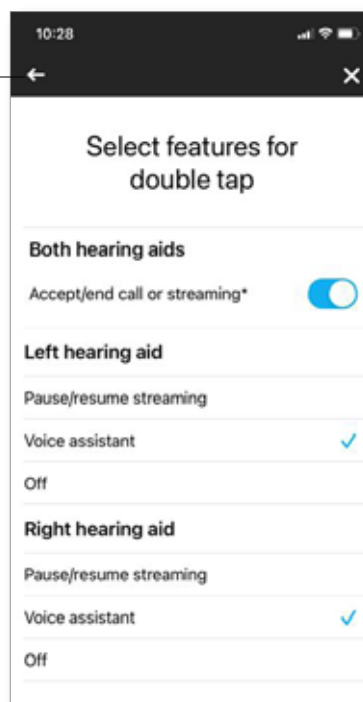 10:28
Select features for
double tap
Both hearing aids
Accept/end call or streaming*
Left hearing aid
Pause/resume streaming
Voice assistant
Off
Right hearing aid
Pause/resume streaming
Voice assistant
Off